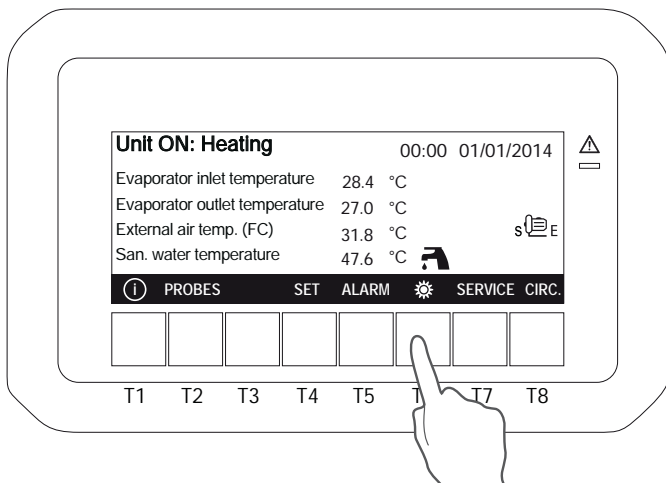 Unit ON: Heating 00:00 01/01/2014
Evaporator inlet temperature 28.4 °C
Evaporator outlet temperature 27.0 °C
External air temp. (FC) 31.8 °C
S E
San. water temperature 47.6 °C
i PROBES SET ALARM SERVICE CIRC.
T1 T2 T3 T4 T5 T T7 T8